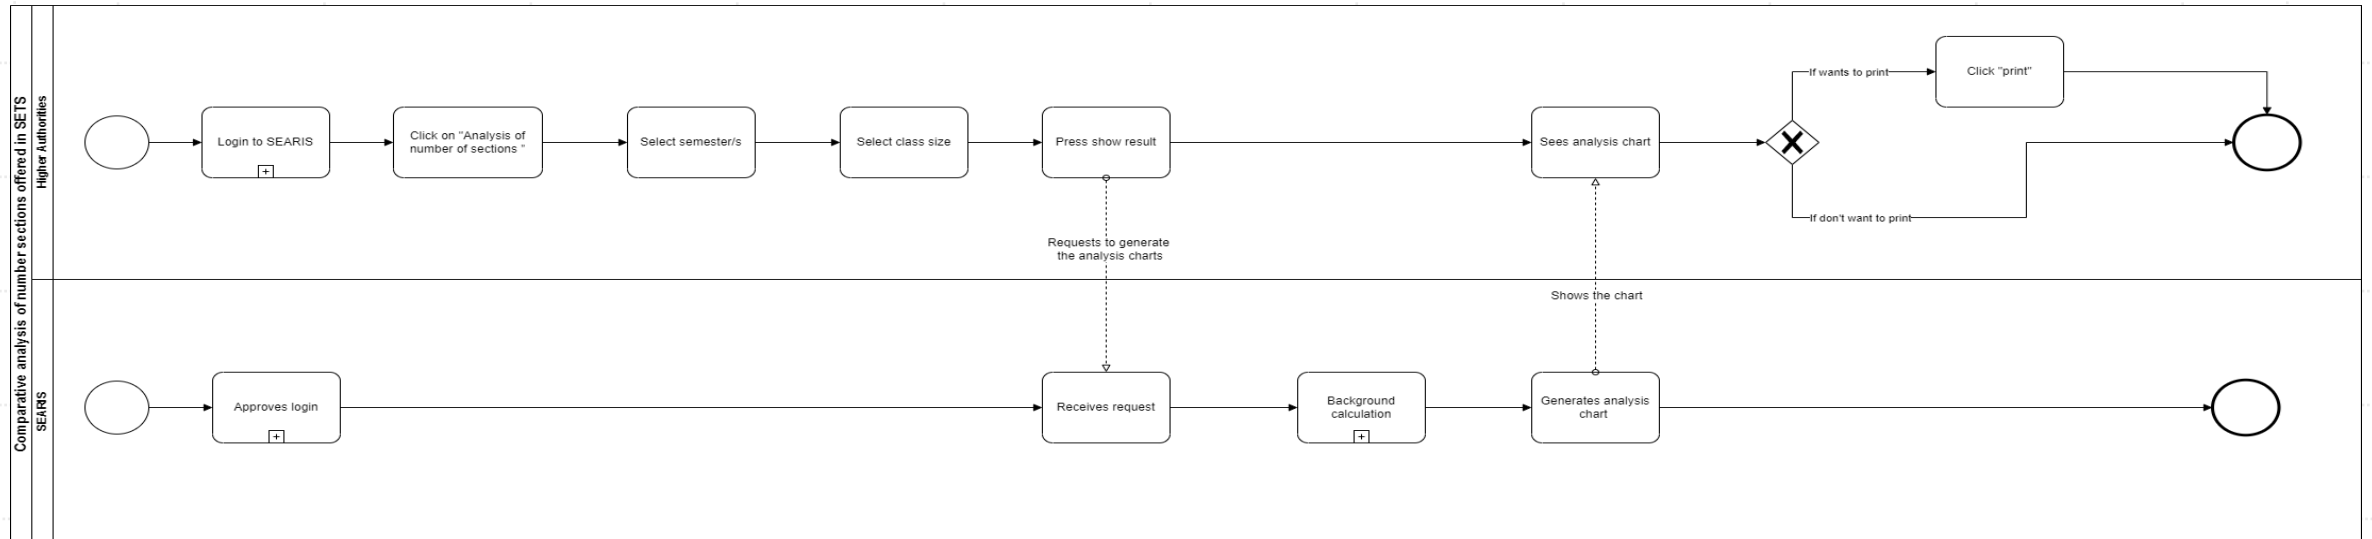 Comparative analysis of number sections offered in SETS
Higher Authorities
Login to SEARIS
Click on "Analysis of
number of sections "
Select semester/s
Select class size
Press show result
Sees analysis chart
If wants to print
Click "print"
If don't want to print
Requests to generate
the analysis charts
Shows the chart
SEARIS
Approves login
Receives request
Background
calculation
Generates analysis
chart